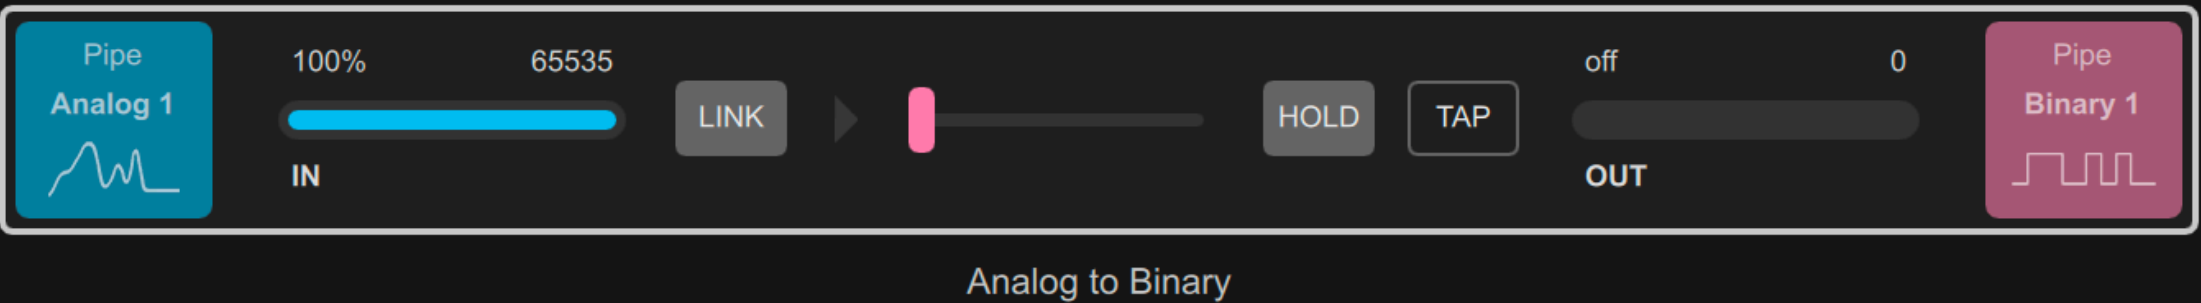 Pipe
Analog 1
100% 65535
IN
LINK
HOLD
TAP
off 0
OUT
Pipe
Binary 1
Analog to Binary